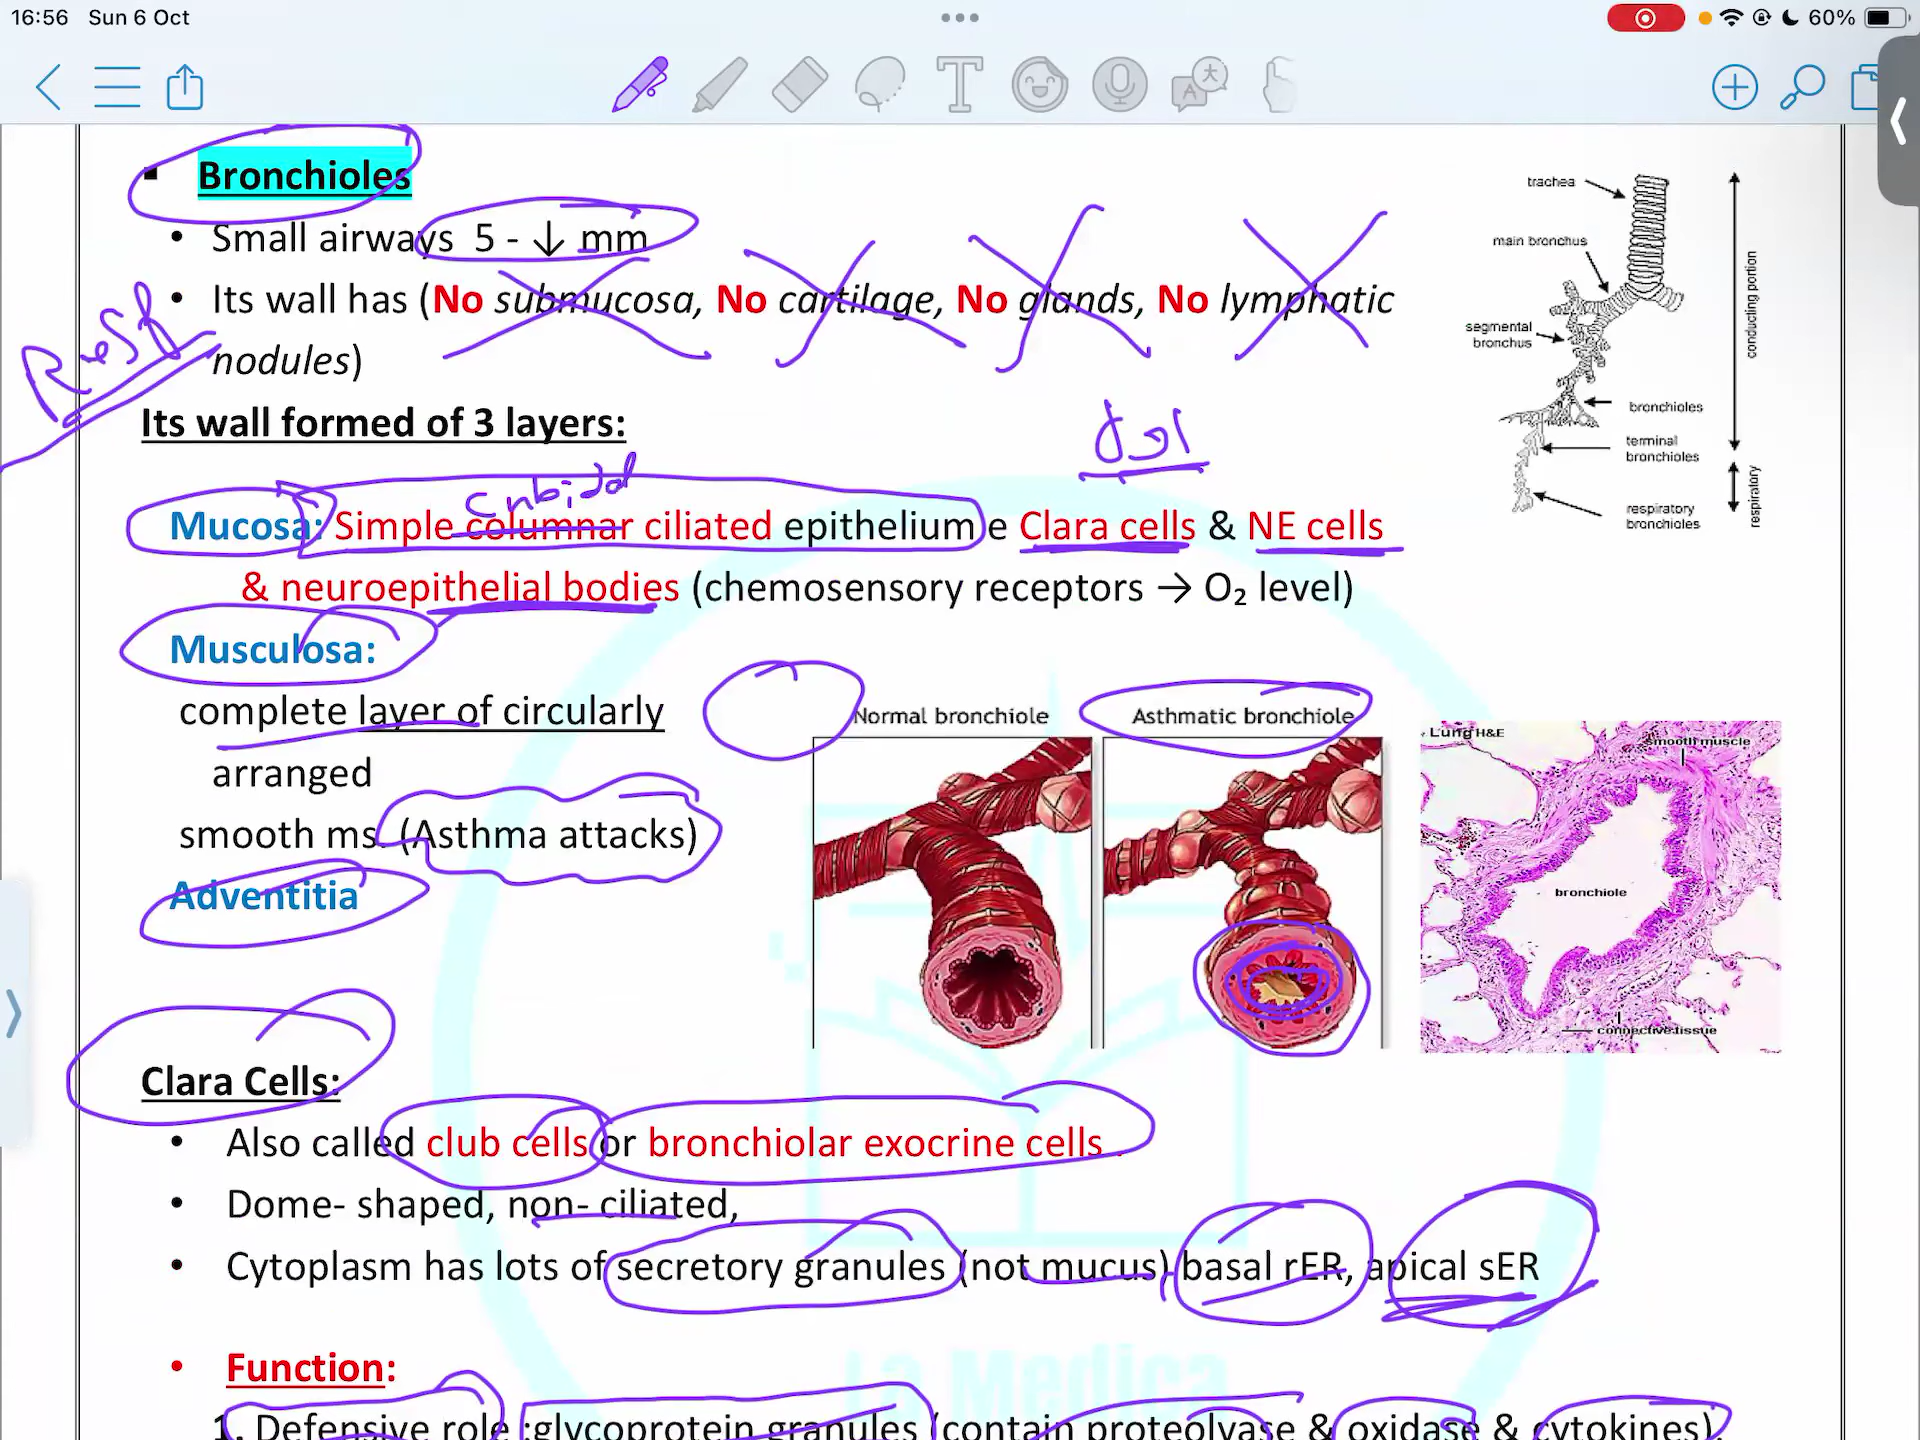 16:56 Sun 6 Oct
60%
Bronchioles
• Small airways 5 - ↓ mm
• Its wall has (No submucosa, No cartilage, No glands, No lymphatic
nodules)
Its wall formed of 3 layers:
cubiodal
Mucosa: Simple columnar ciliated epithelium e Clara cells & NE cells
& neuroepithelial bodies (chemosensory receptors → O₂ level)
Musculosa:
complete layer of circularly
arranged
smooth ms. (Asthma attacks)
Adventitia
trachea
main bronchus
segmental
bronchus
bronchioles
terminal
bronchioles
respiratory
bronchioles
conducting portion
respiratory
Normal bronchiole
Asthmatic bronchiole
Lung H&E
smooth muscle
bronchiole
connective tissue
Clara Cells:
• Also called club cells or bronchiolar exocrine cells .
• Dome- shaped, non- ciliated,
• Cytoplasm has lots of secretory granules (not mucus) basal rER, apical sER
• Function:
1. Defensive role :glycoprotein granules (contain proteolyase & oxidase & cytokines).
La Medica